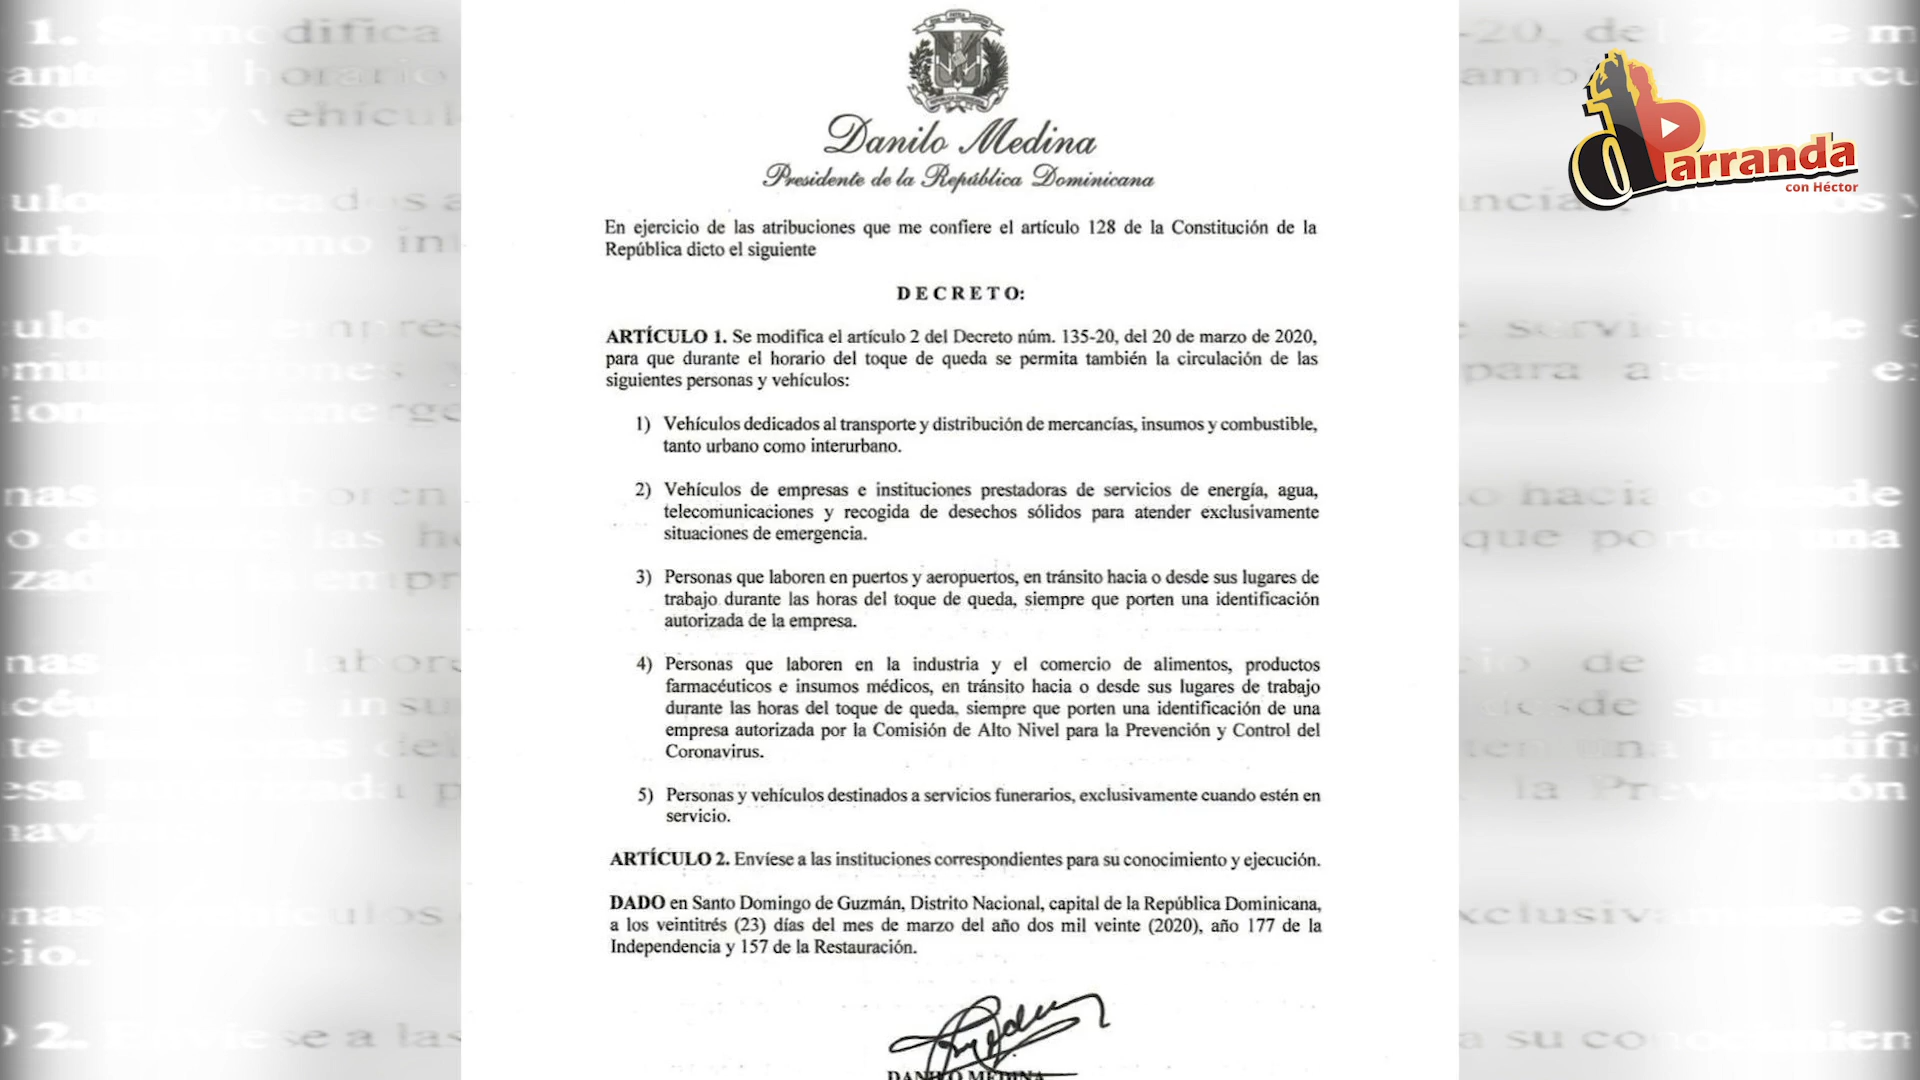 Danilo Medina
Presidente de la República Dominicana
En ejercicio de las atribuciones que me confiere el artículo 128 de la Constitución de la
República dicto el siguiente
DECRETO:
ARTÍCULO 1. Se modifica el artículo 2 del Decreto núm. 135-20, del 20 de marzo de 2020,
para que durante el horario del toque de queda se permita también la circulación de las
siguientes personas y vehículos:
1) Vehículos dedicados al transporte y distribución de mercancías, insumos y combustible,
tanto urbano como interurbano.
2) Vehículos de empresas e instituciones prestadoras de servicios de energía, agua,
telecomunicaciones y recogida de desechos sólidos para atender exclusivamente
situaciones de emergencia.
3) Personas que laboren en puertos y aeropuertos, en tránsito hacia o desde sus lugares de
trabajo durante las horas del toque de queda, siempre que porten una identificación
autorizada de la empresa.
4) Personas que laboren en la industria y el comercio de alimentos, productos
farmacéuticos e insumos médicos, en tránsito hacia o desde sus lugares de trabajo
durante las horas del toque de queda, siempre que porten una identificación de una
empresa autorizada por la Comisión de Alto Nivel para la Prevención y Control del
Coronavirus.
5) Personas y vehículos destinados a servicios funerarios, exclusivamente cuando estén en
servicio.
ARTÍCULO 2. Envíese a las instituciones correspondientes para su conocimiento y ejecución.
DADO en Santo Domingo de Guzmán, Distrito Nacional, capital de la República Dominicana,
a los veintitrés (23) días del mes de marzo del año dos mil veinte (2020), año 177 de la
Independencia y 157 de la Restauración.
DANILO MEDINA
d Parranda
con Héctor